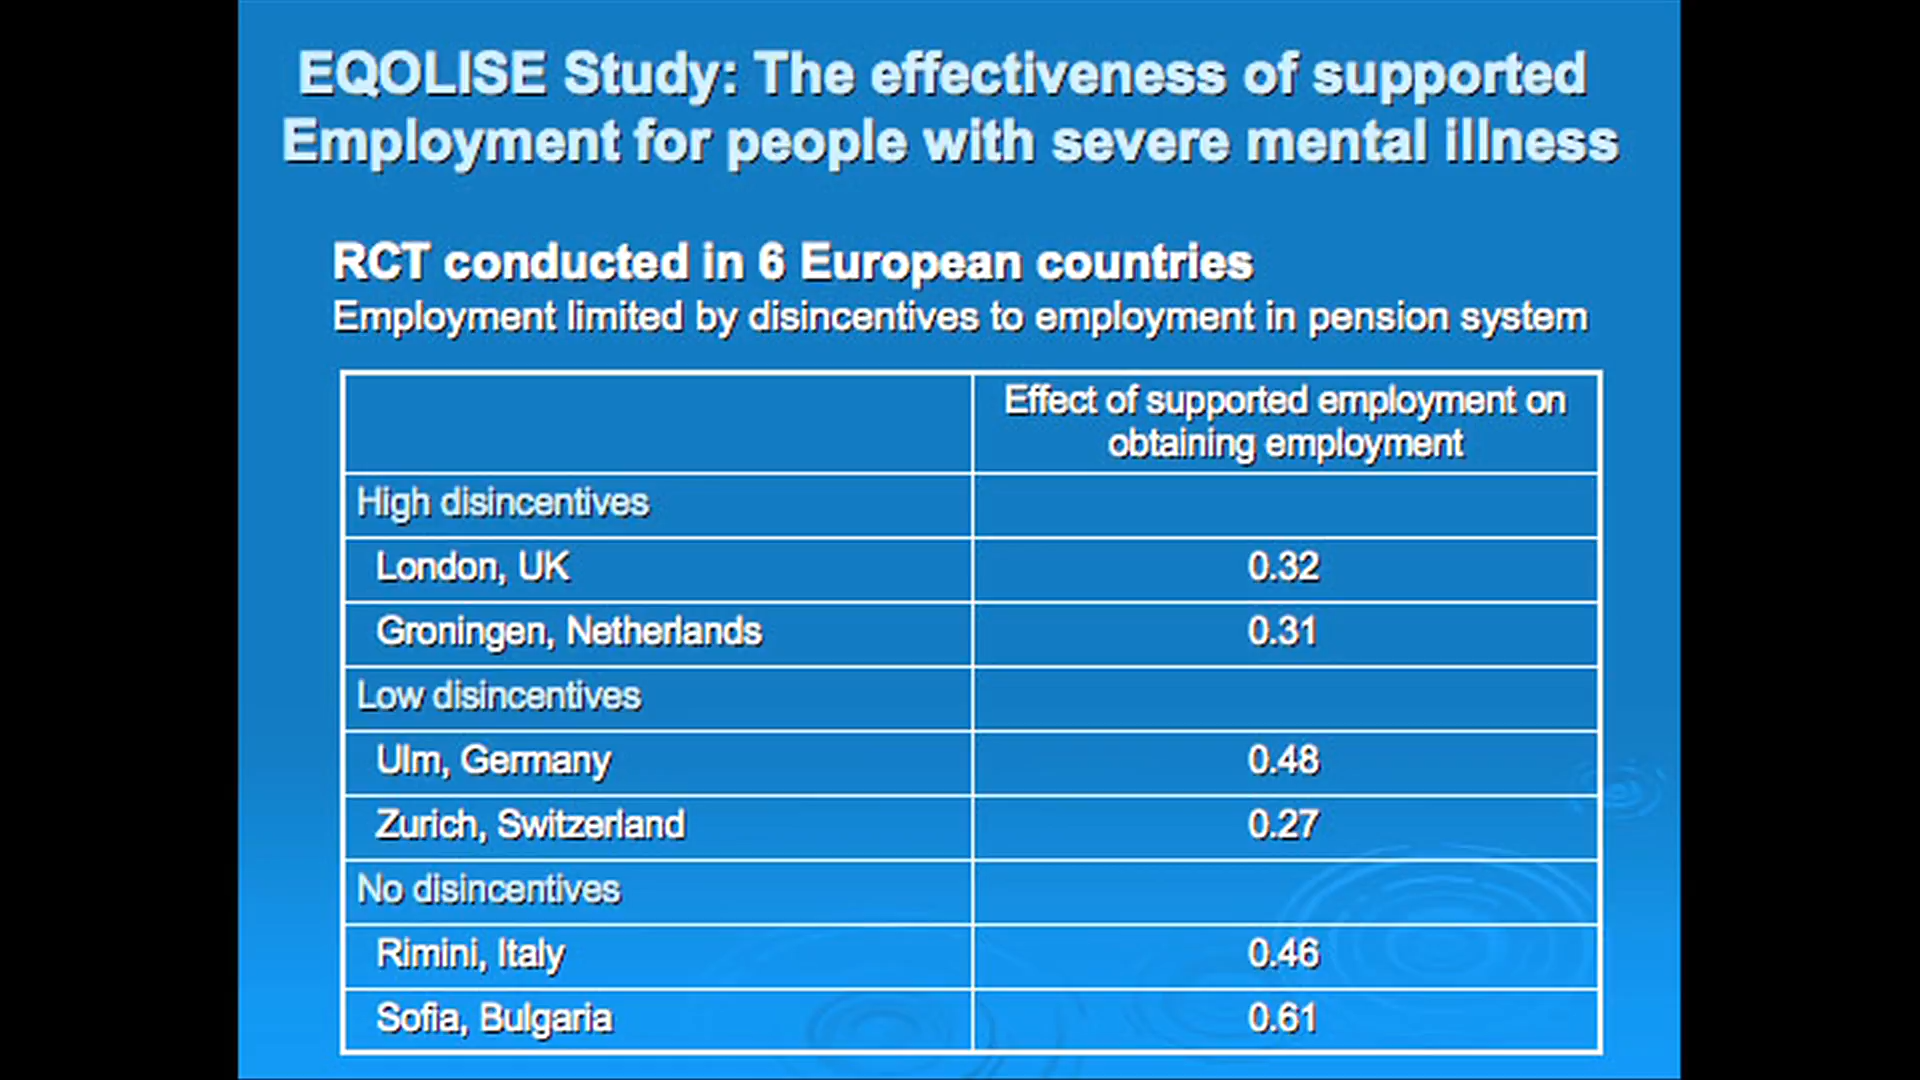 EQOLISE Study: The effectiveness of supported
Employment for people with severe mental illness
RCT conducted in 6 European countries
Employment limited by disincentives to employment in pension system
Effect of supported employment on
obtaining employment
High disincentives
London, UK 0.32
Groningen, Netherlands 0.31
Low disincentives
Ulm, Germany 0.48
Zurich, Switzerland 0.27
No disincentives
Rimini, Italy 0.46
Sofia, Bulgaria 0.61